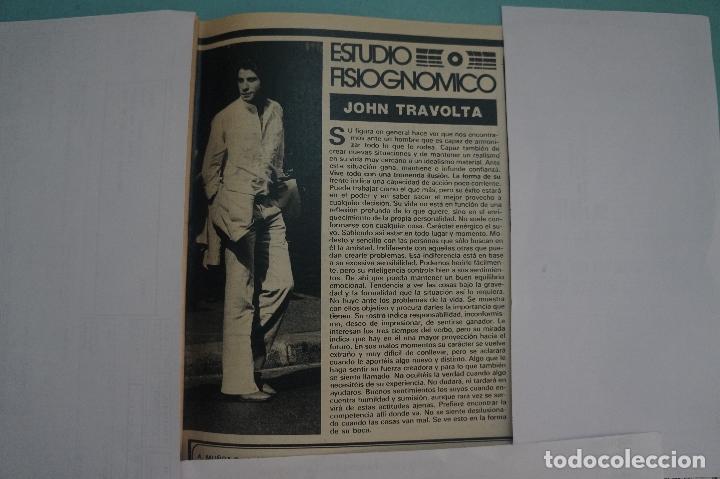 ESTUDIO
FISIOGNOMICO
JOHN TRAVOLTA
SU figura en general hace ver que nos encontra-
mos ante un hombre que es capaz de armoni-
zar todo lo que le rodea. Capaz también de
crear nuevas situaciones y de mantener un realismo
en su vida muy cercano a un idealismo material. Ante
esta situación gana, mantiene e infunde confianza.
Vive todo con una tremenda ilusión. La forma de su
frente indica una capacidad de acción poco corriente.
Puede trabajar como el que más, pero su éxito estará
en el poder y en saber sacar el mejor provecho a
cualquier decisión. Su vida no está en función de una
reflexión profunda de lo que quiere, sino en el enri-
quecimiento de la propia personalidad. No suele con-
formarse con cualquier cosa. Carácter enérgico el su-
yo. Sabiendo así estar en todo lugar y momento. Mo-
desto y sencillo con las personas que sólo buscan en
él la amistad. Indiferente con aquellas otras que pue-
dan crearle problemas. Esa indiferencia está en base
a su excesiva sensibilidad. Podemos herirle fácilmen-
te, pero su inteligencia controla bien a sus sentimien-
tos. De ahí que pueda mantener un buen equilibrio
emocional. Tendencia a ver las cosas bajo la grave-
dad y la formalidad que la situación así lo requiera.
No huye ante los problemas de la vida. Se muestra
con ellos objetivo y procura darles la importancia que
tienen. Su rostro indica responsabilidad, inconformis-
mo, deseo de impresionar, de sentirse ganador. Le
interesan los tres tiempos del verbo, pero su mirada
indica que hay en él una mayor proyección hacia el
futuro. En sus malos momentos su carácter se vuelve
extraño y muy difícil de conllevar, pero se aclarará
cuando le aportéis algo nuevo y distinto. Algo que le
haga sentir su fuerza creadora y para lo que también
se siente llamado. No ocultéis la verdad cuando algo
necesitéis de su experiencia. No dudará, ni tardará en
ayudaros. Buenos sentimientos los suyos cuando en-
cuentra humildad y sumisión, aunque rara vez se ser-
virá de estas actitudes ajenas. Prefiere encontrar la
competencia allí donde va. No se siente desilusiona-
do cuando las cosas van mal. Se ve esto en la forma
de su boca.
todocoleccion.net